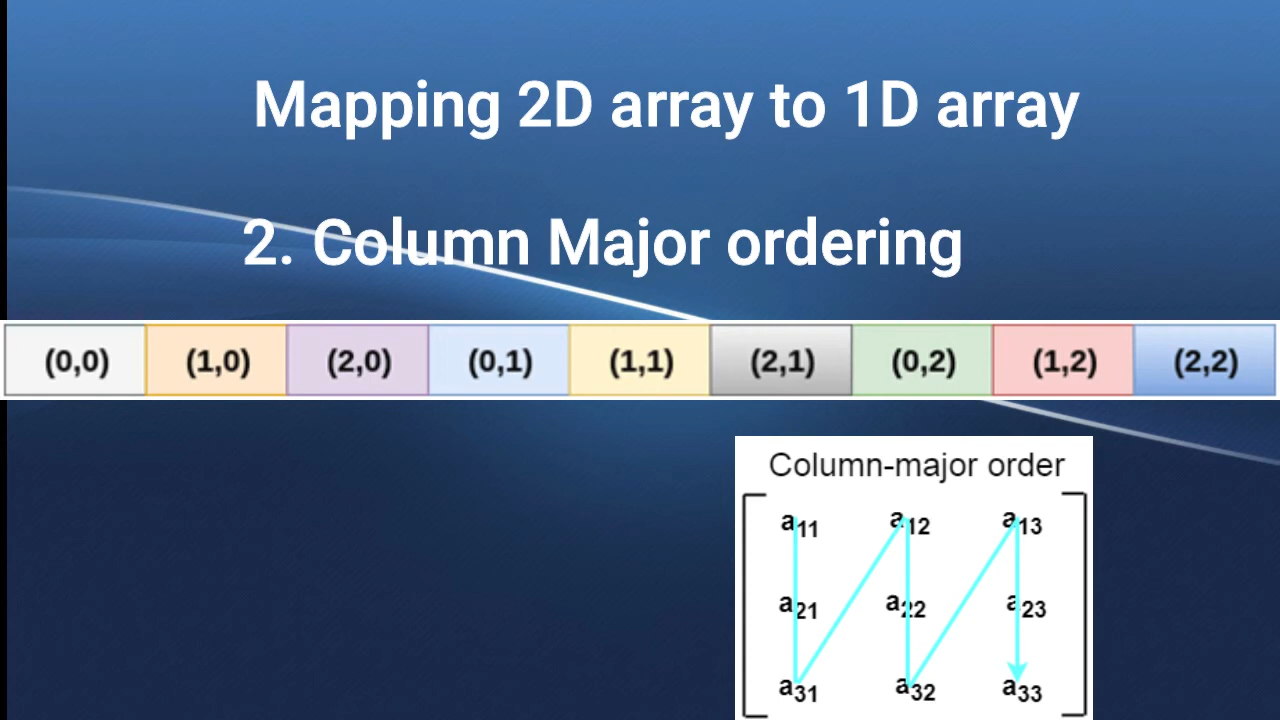 Mapping 2D array to 1D array
2. Column Major ordering
(0,0) (1,0) (2,0) (0,1) (1,1) (2,1) (0,2) (1,2) (2,2)
Column-major order
a11 a12 a13
a21 a22 a23
a31 a32 a33